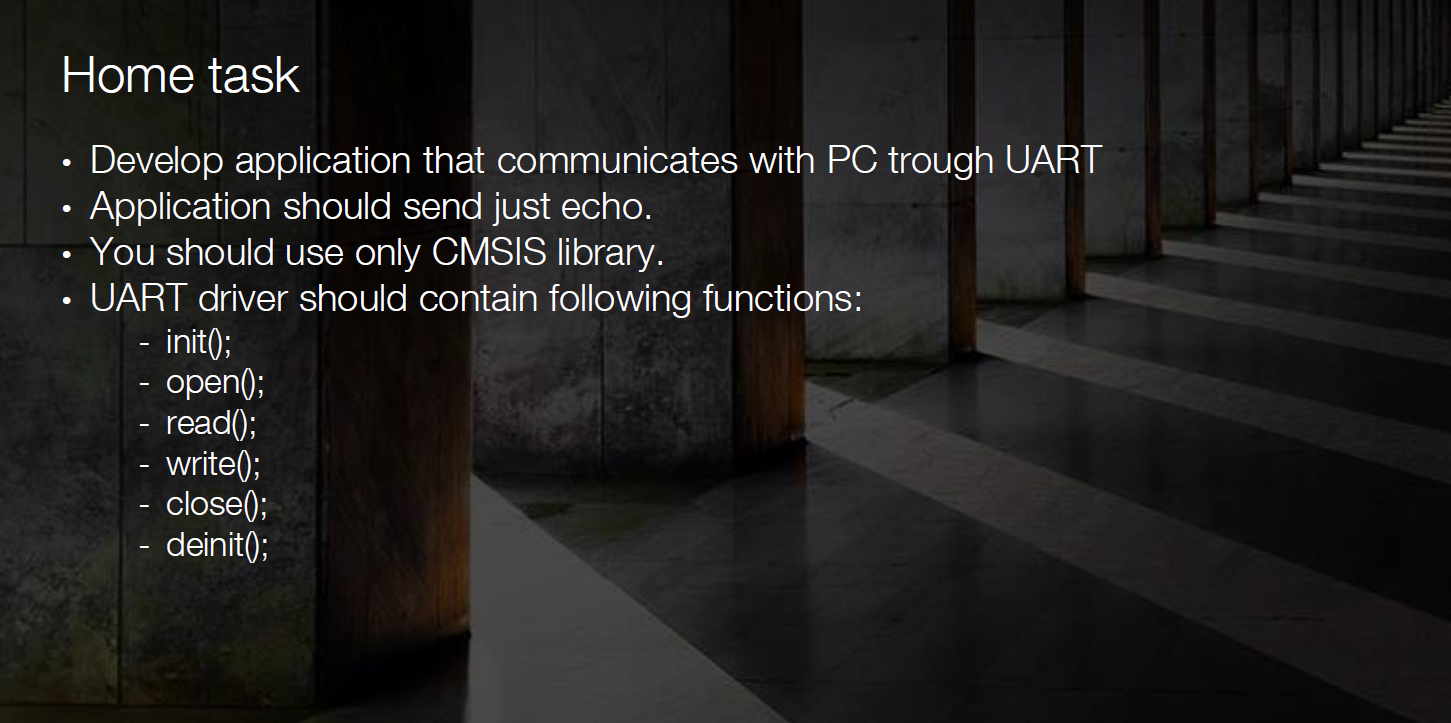 Home task
• Develop application that communicates with PC trough UART
• Application should send just echo.
• You should use only CMSIS library.
• UART driver should contain following functions:
- init();
- open();
- read();
- write();
- close();
- deinit();